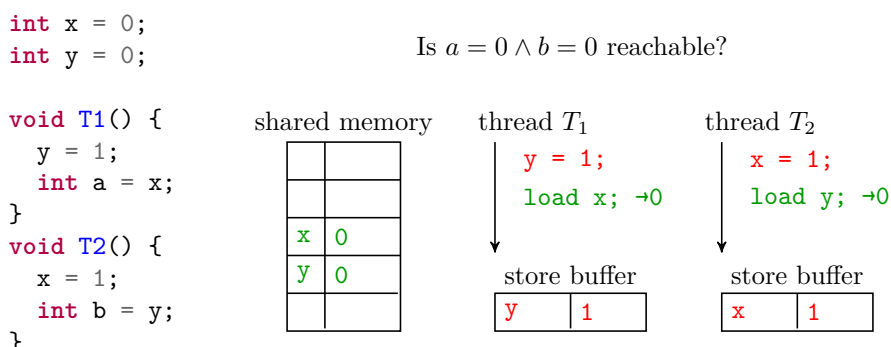 int x = 0;
int y = 0;
void T1() {
  y = 1;
  int a = x;
}
void T2() {
  x = 1;
  int b = y;
}
Is a = 0 ∧ b = 0 reachable?
shared memory
x 0
y 0
thread T₁
y = 1;
load x; →0
store buffer
y 1
thread T₂
x = 1;
load y; →0
store buffer
x 1